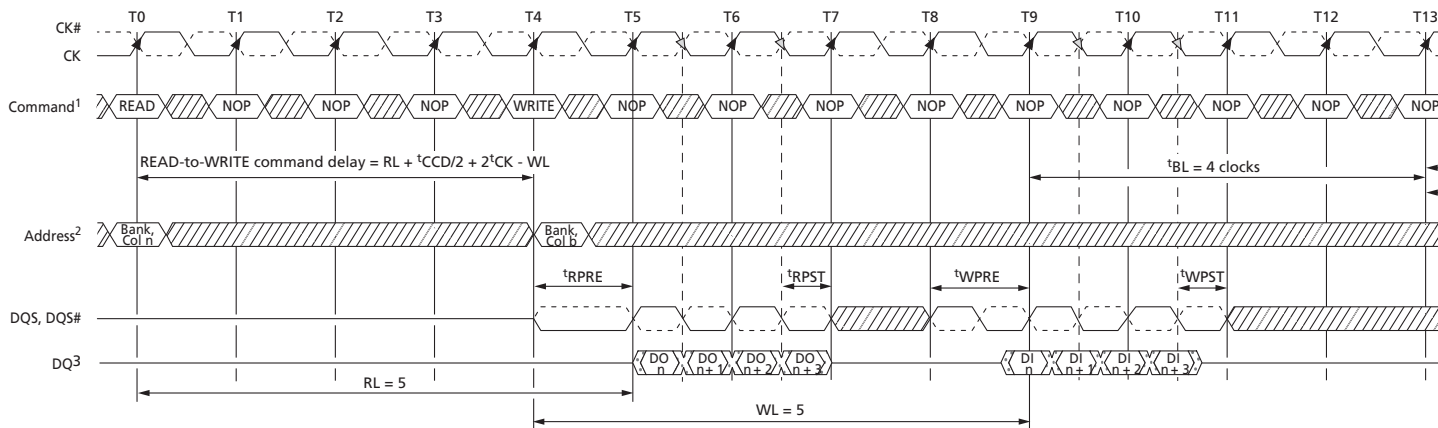 T0 T1 T2 T3 T4 T5 T6 T7 T8 T9 T10 T11 T12 T13
CK#
CK
Command1 READ NOP NOP NOP WRITE NOP NOP NOP NOP NOP NOP NOP NOP NOP
READ-to-WRITE command delay = RL + tCCD/2 + 2tCK - WL
tBL = 4 clocks
Address2 Bank, Col n Bank, Col b
tRPRE tRPST tWPRE tWPST
DQS, DQS#
DQ3 DO n DO n + 1 DO n + 2 DO n + 3 DI n DI n + 1 DI n + 2 DI n + 3
RL = 5
WL = 5